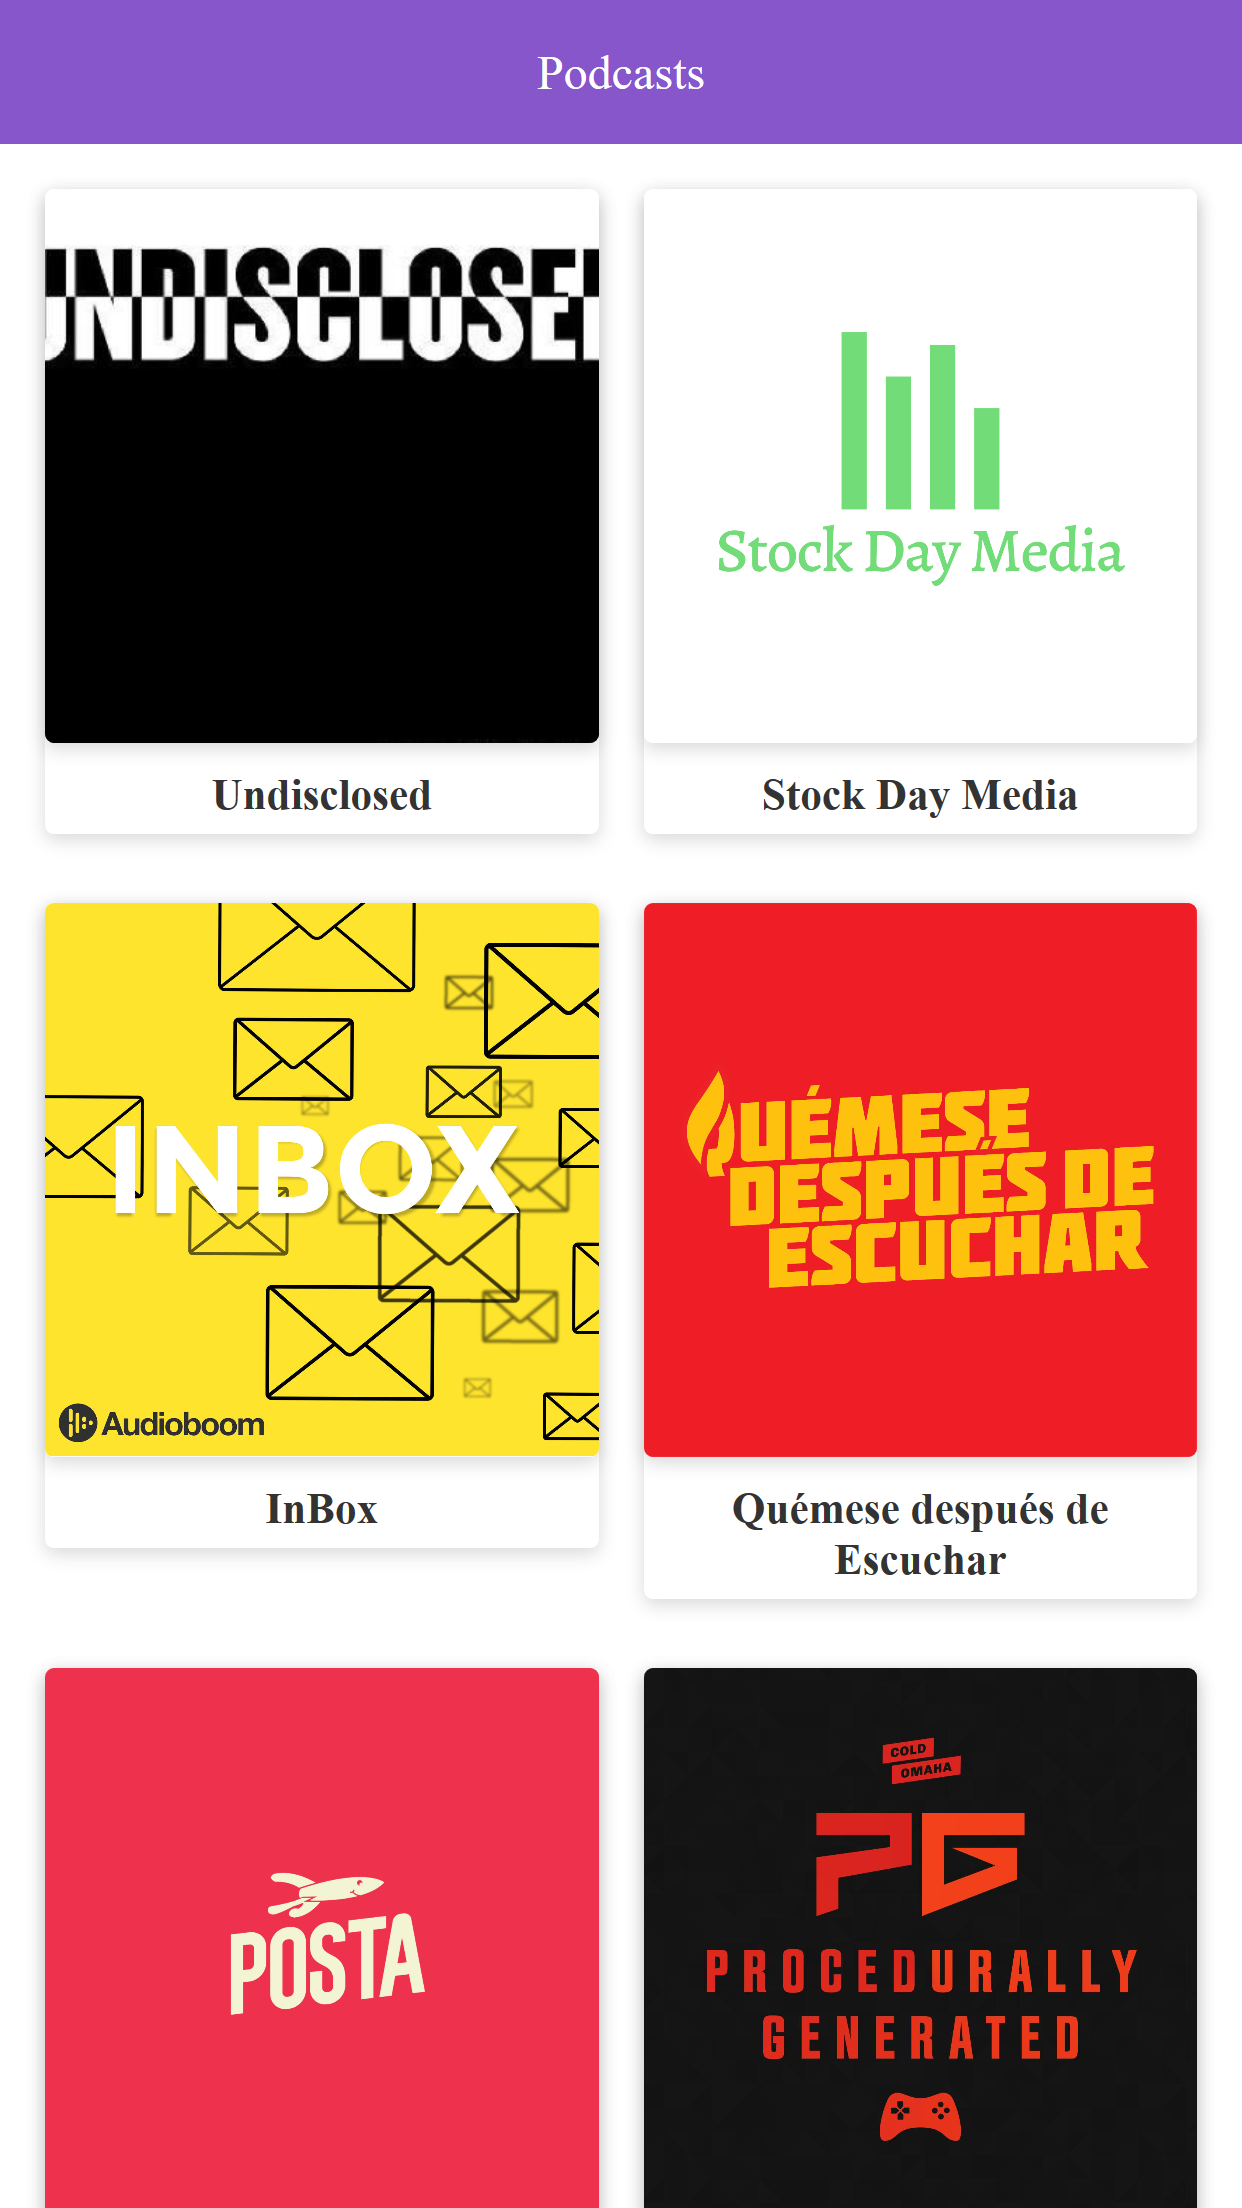 Podcasts
UNDISCLOSED
Stock Day Media
Undisclosed
Stock Day Media
INBOX
Audioboom
QUÉMESE
DESPUÉS DE
ESCUCHAR
InBox
Quémese después de
Escuchar
POSTA
COLD
OMAHA
PG
PROCEDURALLY
GENERATED